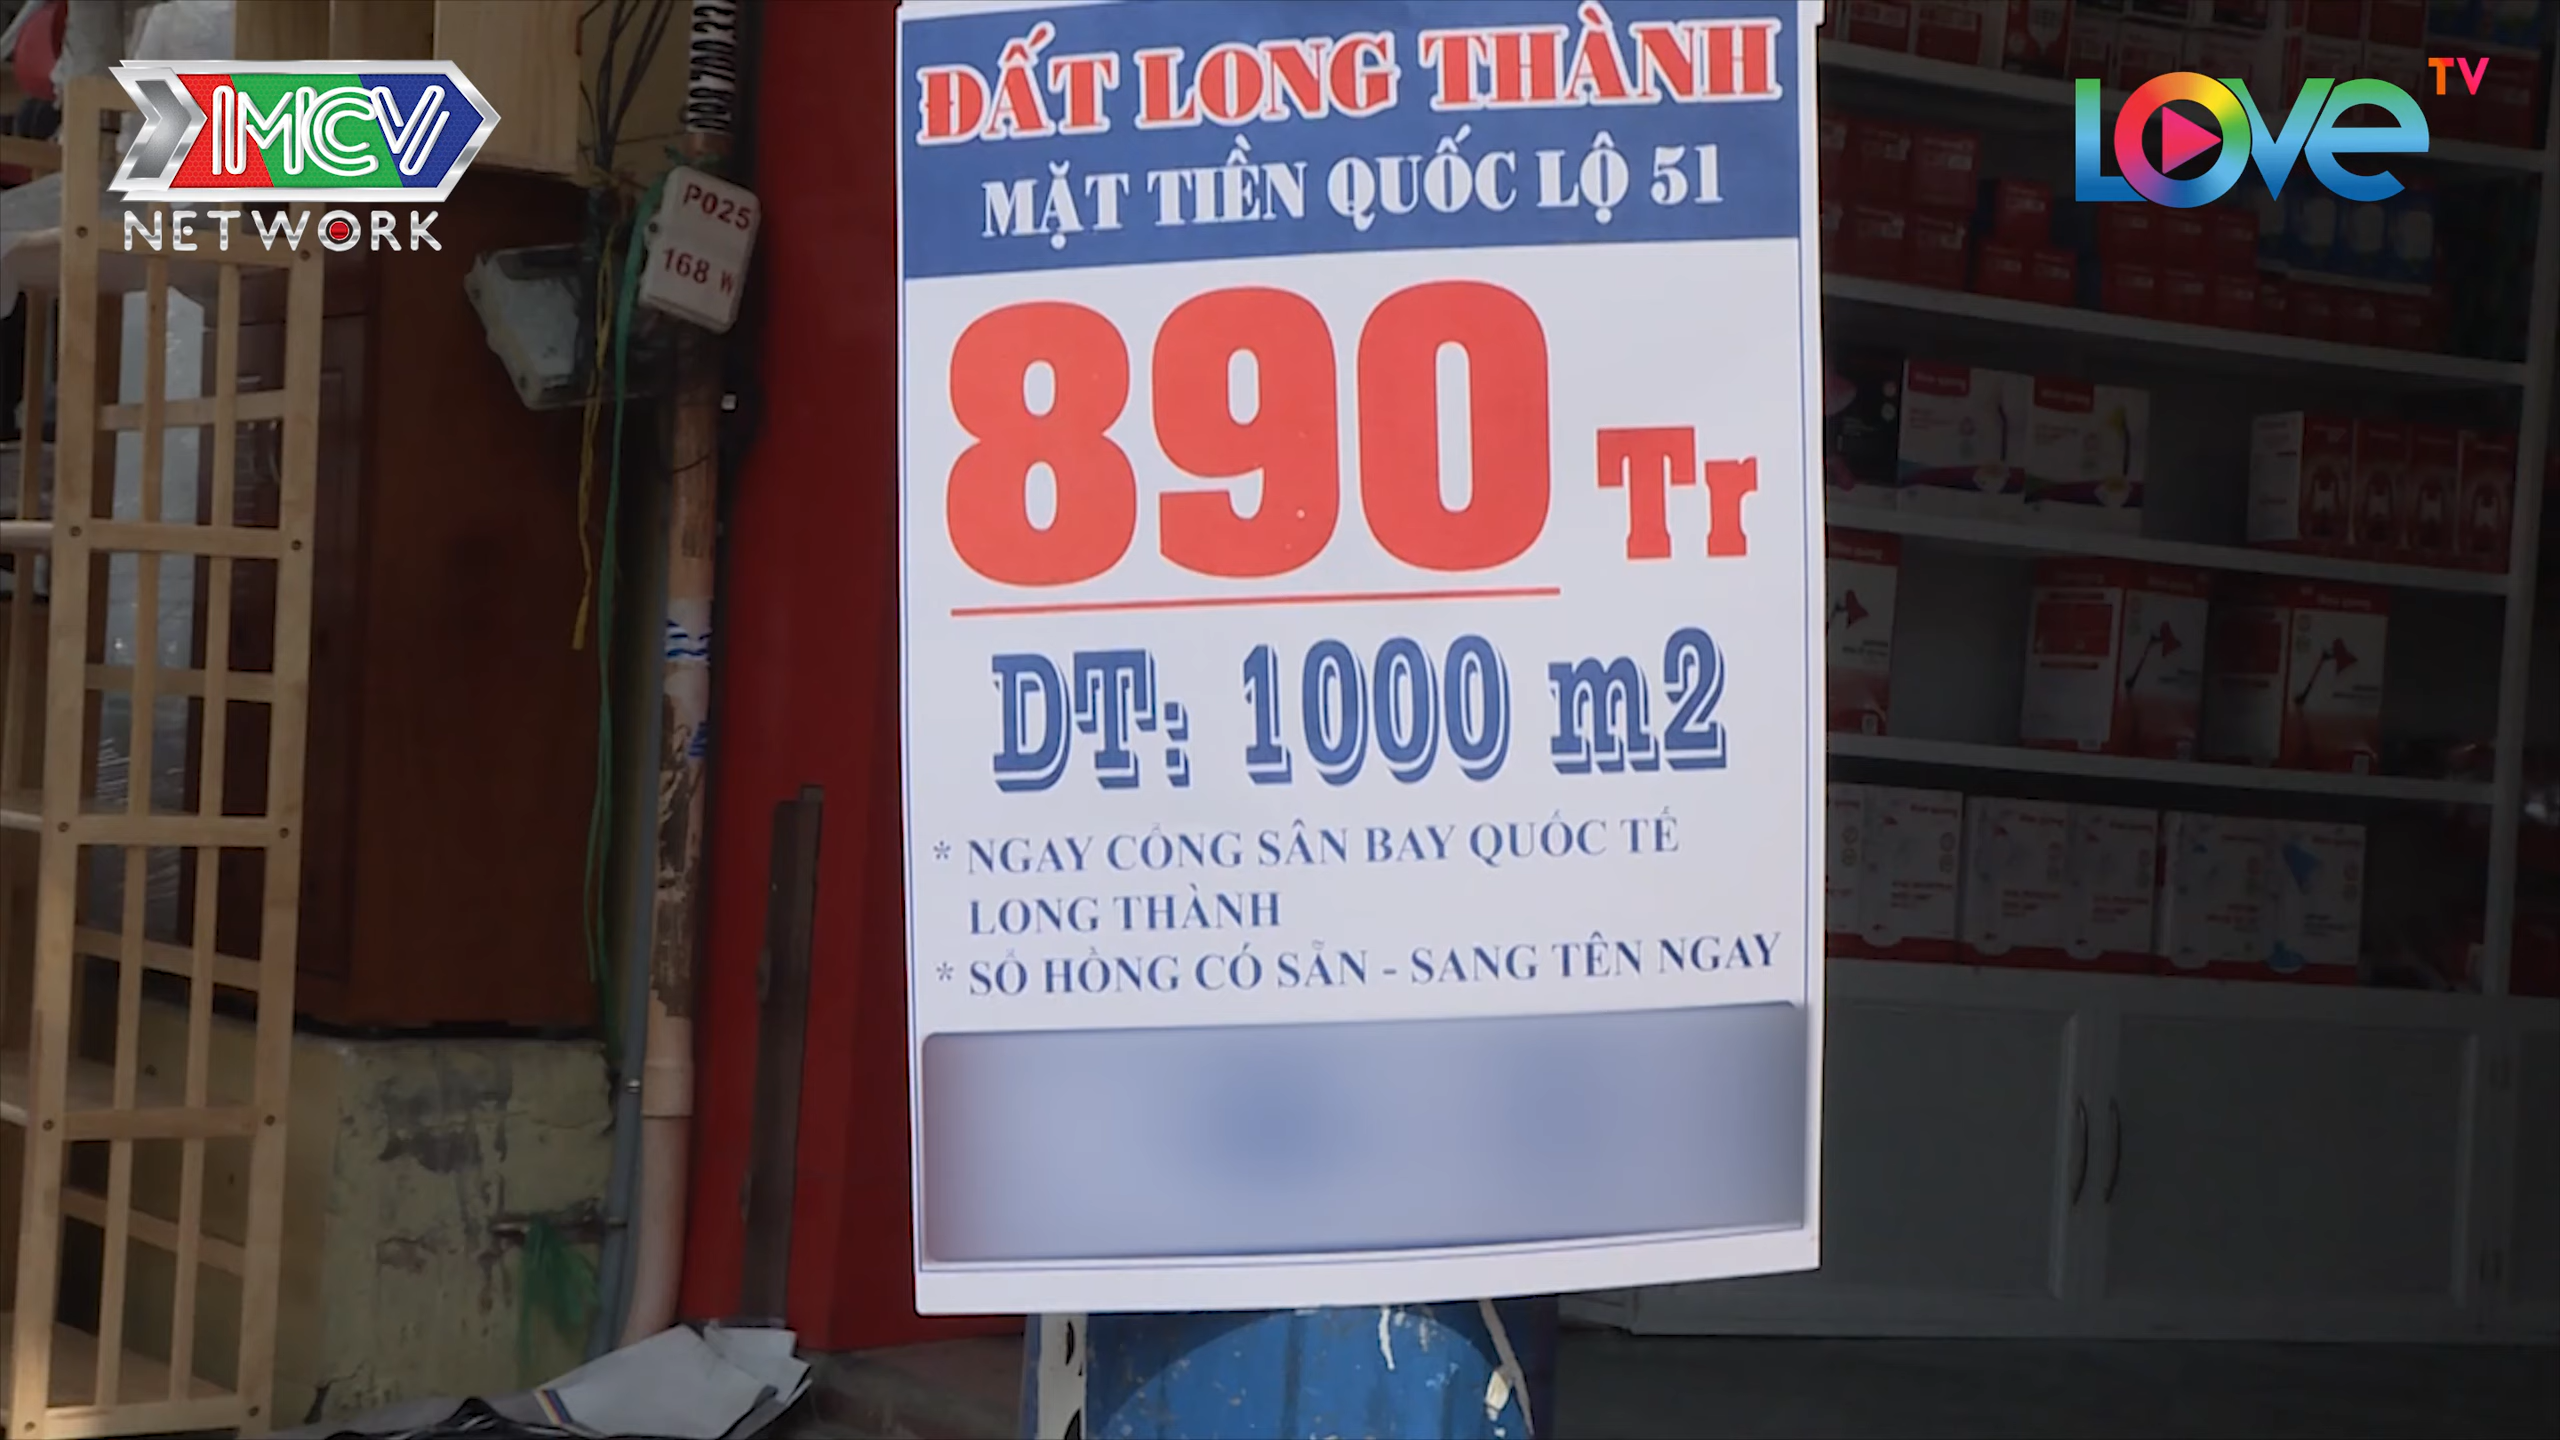 MCV
NETWORK
LOVE TV
P025
168 W
ĐẤT LONG THÀNH
MẶT TIỀN QUỐC LỘ 51
890 Tr
DT: 1000 m2
* NGAY CỔNG SÂN BAY QUỐC TẾ
LONG THÀNH
* SỔ HỒNG CÓ SẴN - SANG TÊN NGAY